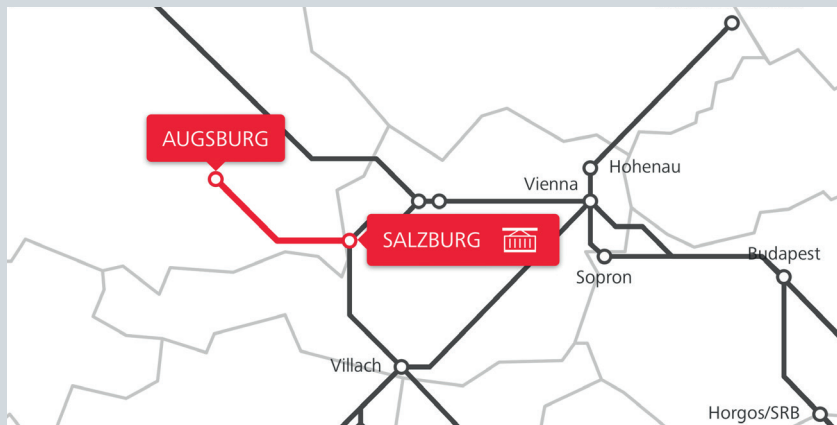 AUGSBURG
Hohenau
Vienna
SALZBURG
Budapest
Sopron
Villach
Horgos/SRB